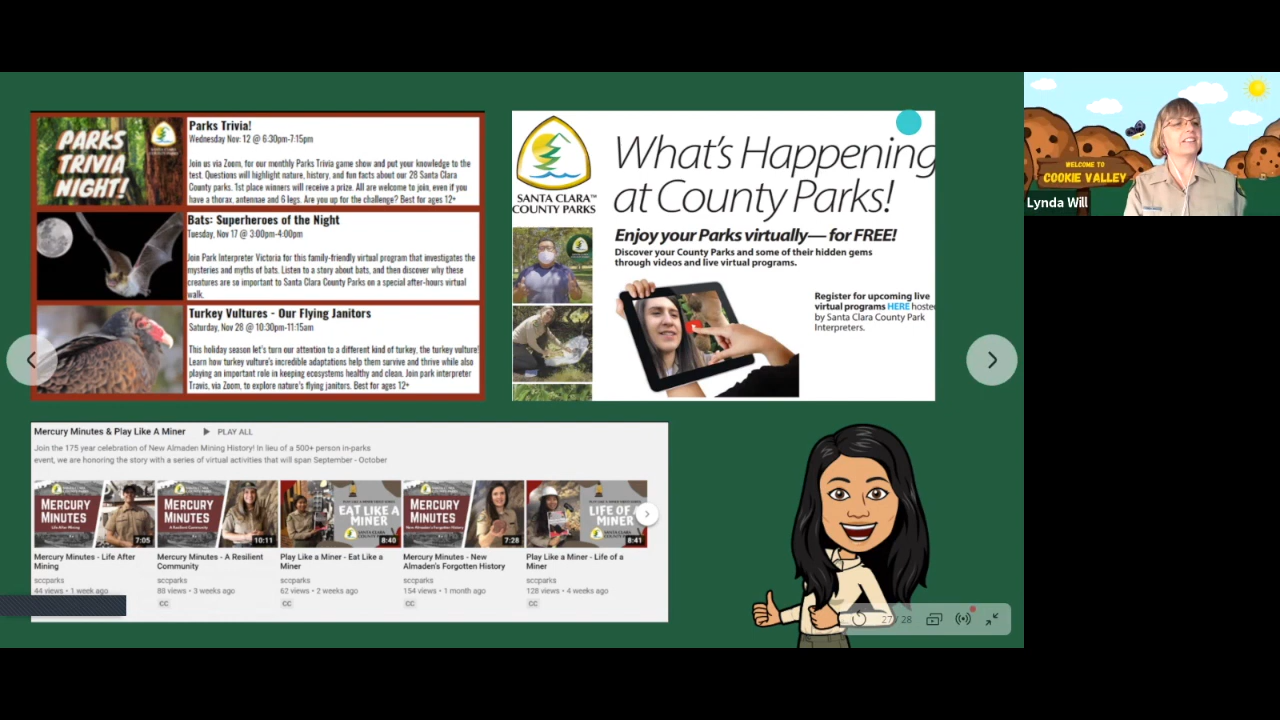 PARKS
TRIVIA
NIGHT!
Parks Trivia!
Wednesday Nov. 12 @ 6:30pm-7:15pm
Join us via Zoom, for our monthly Parks Trivia game show and put your knowledge to the
test. Questions will highlight nature, history, and fun facts about our 28 Santa Clara
County parks. 1st place winners will receive a prize. All are welcome to join, even if you
have a thorax, antennae and 6 legs. Are you up for the challenge? Best for ages 12+
Bats: Superheroes of the Night
Tuesday, Nov 17 @ 3:00pm-4:00pm
Join Park Interpreter Victoria for this family-friendly virtual program that investigates the
mysteries and myths of bats. Listen to a story about bats, and then discover why these
creatures are so important to Santa Clara County Parks on a special after-hours virtual
walk.
Turkey Vultures - Our Flying Janitors
Saturday, Nov 28 @ 10:30pm-11:15am
This holiday season let's turn our attention to a different kind of turkey, the turkey vulture!
Learn how turkey vulture's incredible adaptations help them survive and thrive while also
playing an important role in keeping ecosystems healthy and clean. Join park interpreter
Travis, via Zoom, to explore nature's flying janitors. Best for ages 12+
SANTA CLARA™
COUNTY PARKS
What's Happening
at County Parks!
Enjoy your Parks virtually—for FREE!
Discover your County Parks and some of their hidden gems
through videos and live virtual programs.
Register for upcoming live
virtual programs HERE hosted
by Santa Clara County Park
Interpreters.
WELCOME TO
COOKIE VALLEY
Lynda Will
Mercury Minutes & Play Like A Miner
PLAY ALL
Join the 175 year celebration of New Almaden Mining History! In lieu of a 500+ person in-parks
event, we are honoring the story with a series of virtual activities that will span September - October
MERCURY
MINUTES
Life After Mining
7:05
MERCURY
MINUTES
A Resilient Community
10:11
EAT LIKE A
MINER
8:40
MERCURY
MINUTES
New Almaden's Forgotten History
7:28
LIFE OF A
MINER
8:41
Mercury Minutes - Life After
Mining
sccparks
44 views • 1 week ago
Mercury Minutes - A Resilient
Community
sccparks
88 views • 3 weeks ago
CC
Play Like a Miner - Eat Like a
Miner
sccparks
62 views • 2 weeks ago
CC
Mercury Minutes - New
Almaden's Forgotten History
sccparks
154 views • 1 month ago
CC
Play Like a Miner - Life of a
Miner
sccparks
128 views • 4 weeks ago
CC
27 / 28